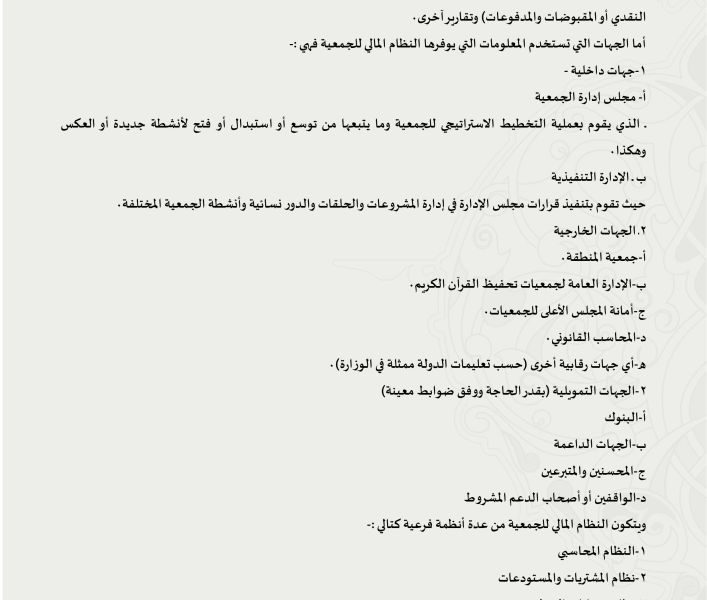 النقدي أو المقبوضات والمدفوعات) وتقارير أخرى.
أما الجهات التي تستخدم المعلومات التي يوفرها النظام المالي للجمعية فهي :-
١-جهات داخلية -
أ- مجلس إدارة الجمعية
. الذي يقوم بعملية التخطيط الاستراتيجي للجمعية وما يتبعها من توسع أو استبدال أو فتح لأنشطة جديدة أو العكس
وهكذا.
ب . الإدارة التنفيذية
حيث تقوم بتنفيذ قرارات مجلس الإدارة في إدارة المشروعات والحلقات والدور نسائية وأنشطة الجمعية المختلفة.
٢. الجهات الخارجية
أ-جمعية المنطقة.
ب-الإدارة العامة لجمعيات تحفيظ القرآن الكريم.
ج-أمانة المجلس الأعلى للجمعيات.
د-المحاسب القانوني.
ه-أي جهات رقابية أخرى (حسب تعليمات الدولة ممثلة في الوزارة).
٢-الجهات التمويلية (بقدر الحاجة ووفق ضوابط معينة)
أ-البنوك
ب-الجهات الداعمة
ج-المحسنين والمتبرعين
د-الواقفين أو أصحاب الدعم المشروط
ويتكون النظام المالي للجمعية من عدة أنظمة فرعية كتالي :-
١-النظام المحاسبي
٢-نظام المشتريات والمستودعات